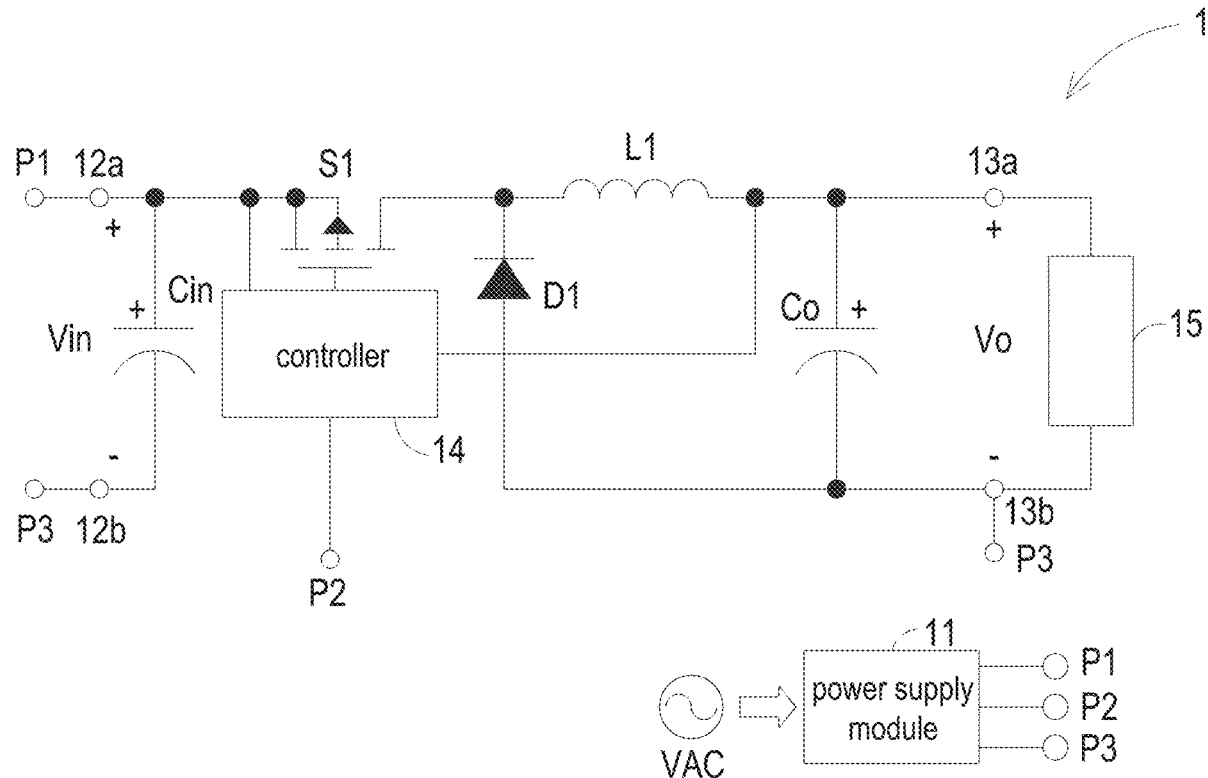 1
P1 12a S1 L1 13a
+ +
Cin D1 Co + Vo 15
Vin +
controller
14
- -
P3 12b 13b
P2 P3
11
VAC power supply
module
P1
P2
P3